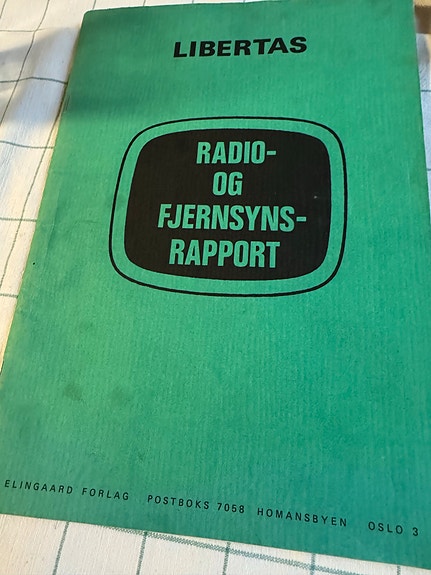 LIBERTAS
RADIO-
OG
FJERNSYNS-
RAPPORT
ELINGAARD FORLAG POSTBOKS 7058 HOMANSBYEN OSLO 3